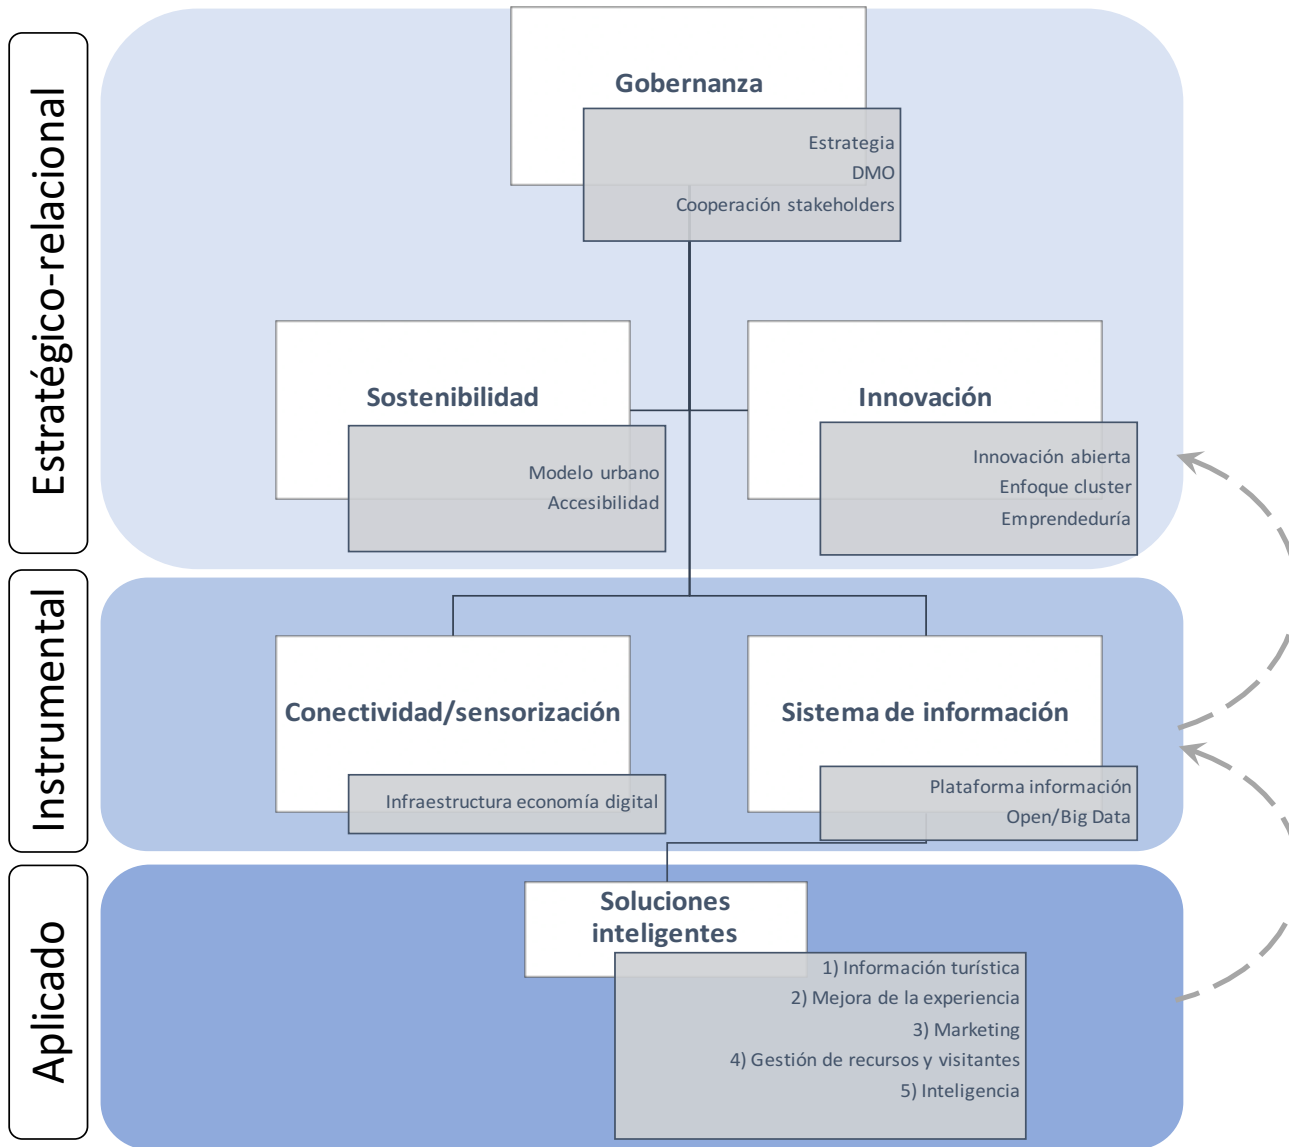 Estratégico-relacional
Gobernanza
Estrategia
DMO
Cooperación stakeholders
Sostenibilidad
Modelo urbano
Accesibilidad
Innovación
Innovación abierta
Enfoque cluster
Emprendeduría
Instrumental
Conectividad/sensorización
Infraestructura economía digital
Sistema de información
Plataforma información
Open/Big Data
Aplicado
Soluciones
inteligentes
1) Información turística
2) Mejora de la experiencia
3) Marketing
4) Gestión de recursos y visitantes
5) Inteligencia